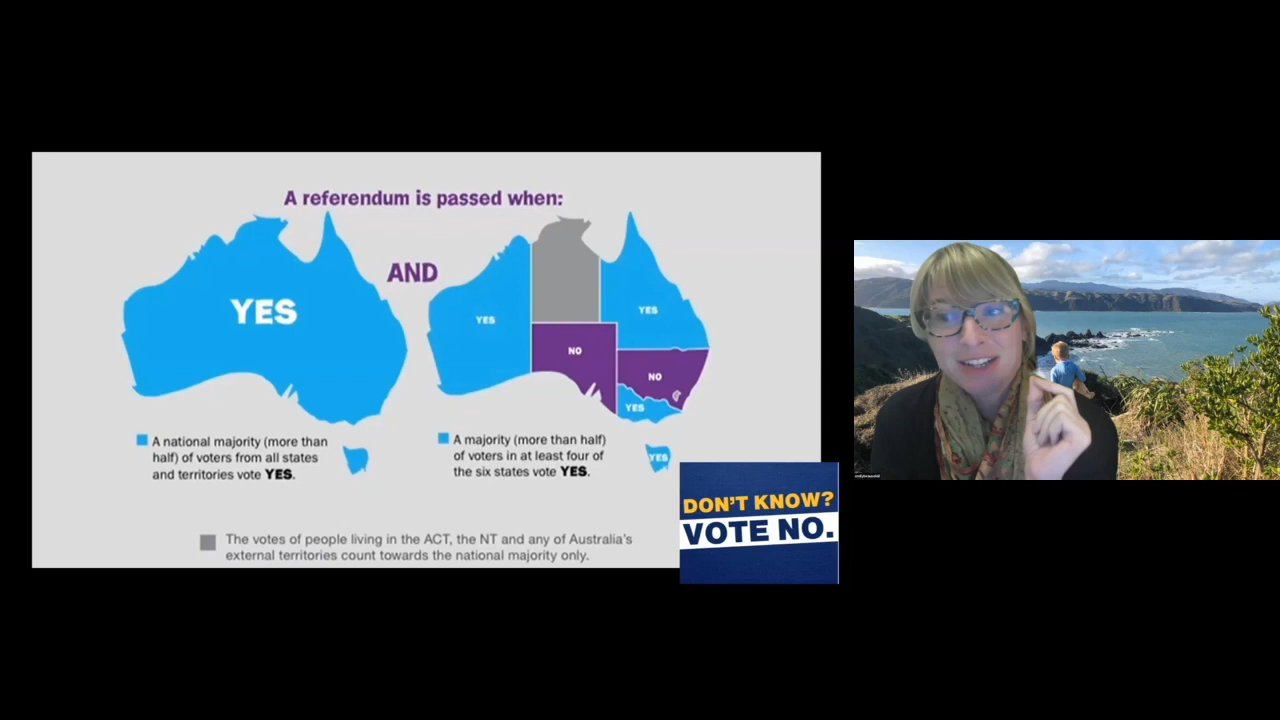 A referendum is passed when:
YES
AND
YES
YES
NO
NO
YES
YES
A national majority (more than
half) of voters from all states
and territories vote YES.
A majority (more than half)
of voters in at least four of
the six states vote YES.
The votes of people living in the ACT, the NT and any of Australia's
external territories count towards the national majority only.
DON'T KNOW?
VOTE NO.